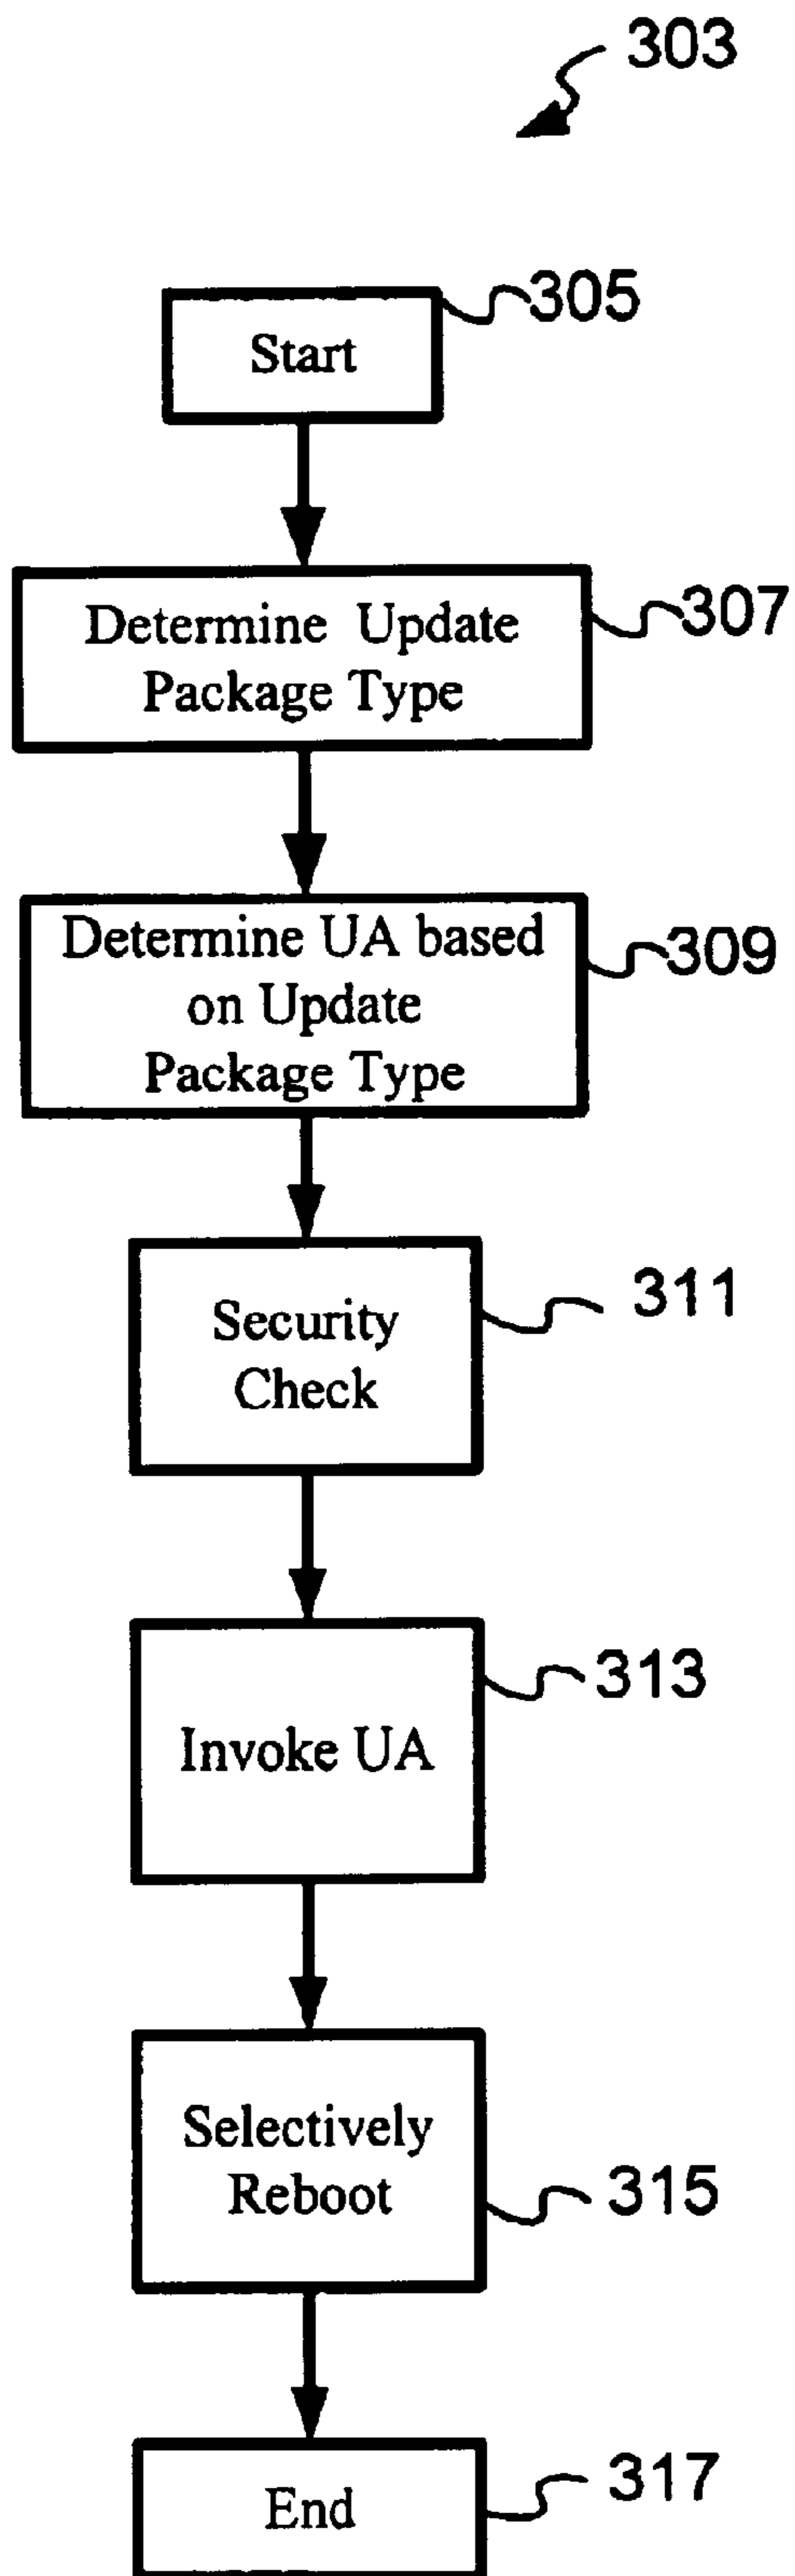 303
305
Start
307
Determine Update
Package Type
309
Determine UA based
on Update
Package Type
311
Security
Check
313
Invoke UA
Selectively
Reboot
315
317
End